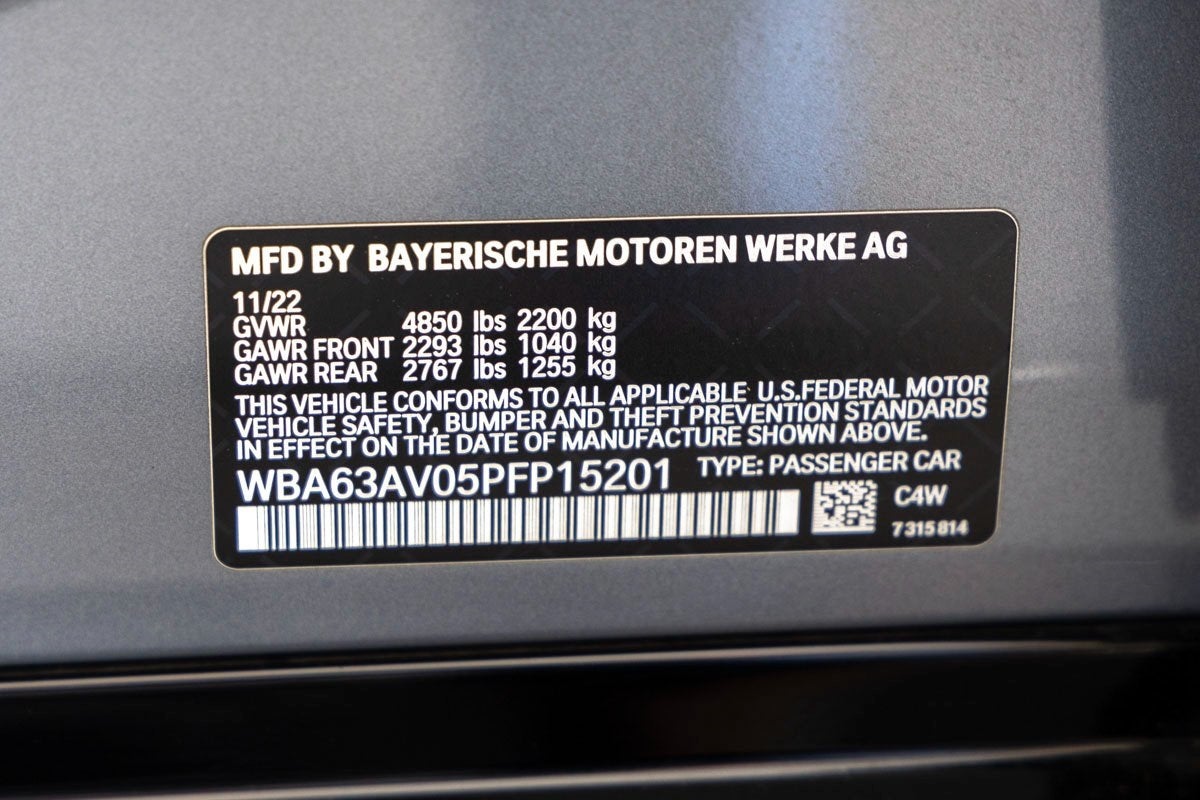 MFD BY BAYERISCHE MOTOREN WERKE AG
11/22
GVWR 4850 lbs 2200 kg
GAWR FRONT 2293 lbs 1040 kg
GAWR REAR 2767 lbs 1255 kg
THIS VEHICLE CONFORMS TO ALL APPLICABLE U.S.FEDERAL MOTOR
VEHICLE SAFETY, BUMPER AND THEFT PREVENTION STANDARDS
IN EFFECT ON THE DATE OF MANUFACTURE SHOWN ABOVE.
WBA63AV05PFP15201 TYPE: PASSENGER CAR
C4W
7315814